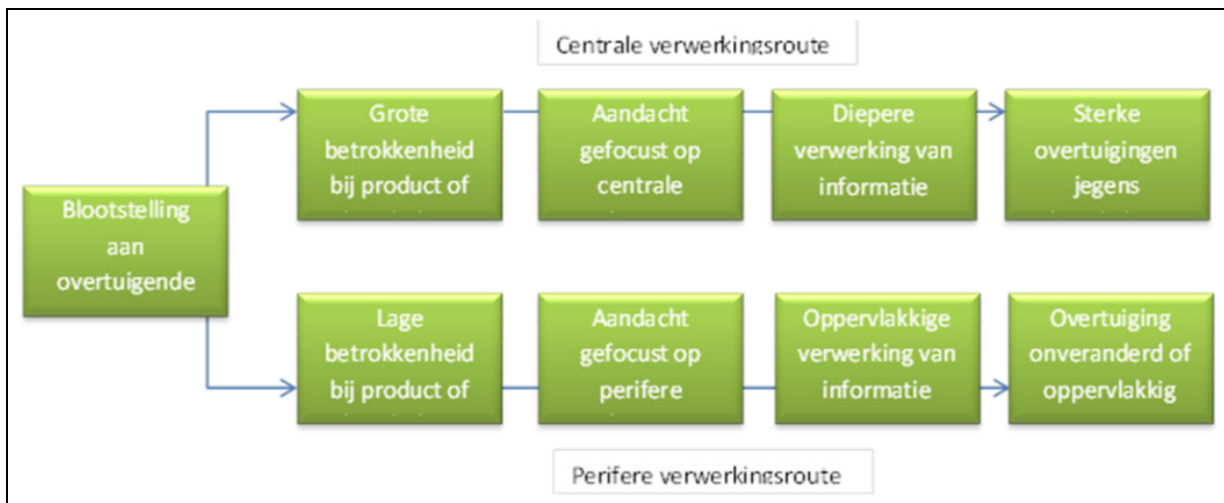 Centrale verwerkingsroute
Grote
betrokkenheid
bij product of
Aandacht
gefocust op
centrale
Diepere
verwerking van
informatie
Sterke
overtuigingen
jegens
Blootstelling
aan
overtuigende
Lage
betrokkenheid
bij product of
Aandacht
gefocust op
perifere
Oppervlakkige
verwerking van
informatie
Overtuiging
onveranderd of
oppervlakkig
Perifere verwerkingsroute